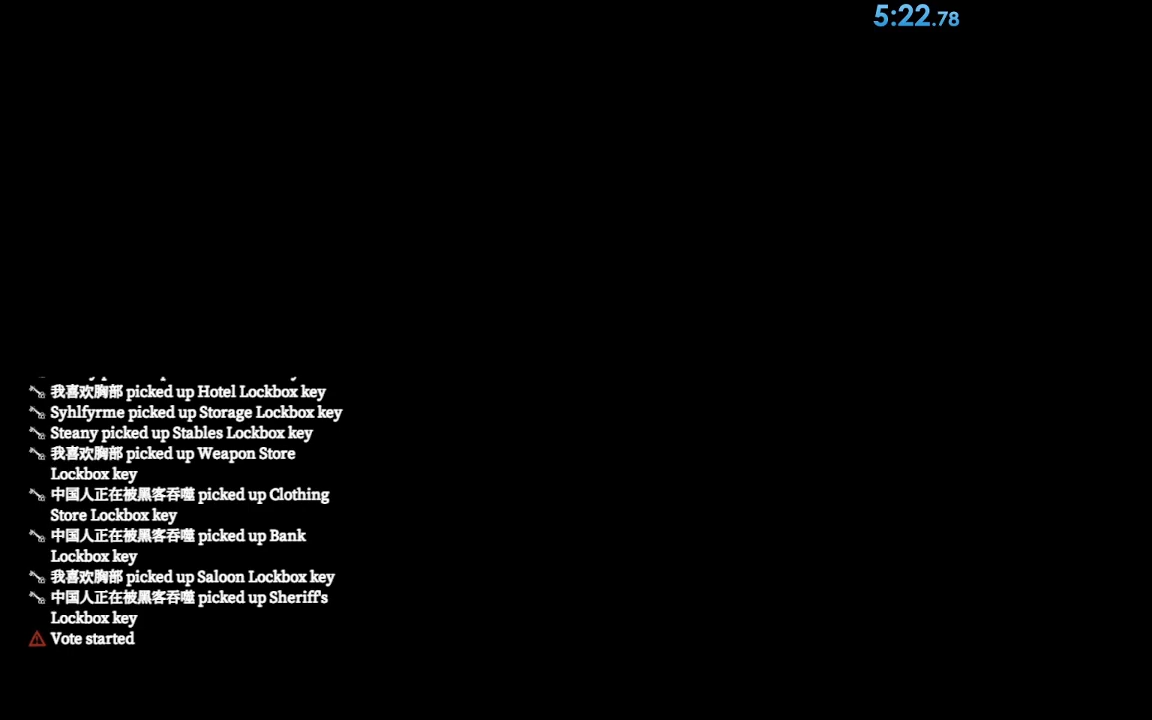 5:22.78
我喜欢胸部 picked up Hotel Lockbox key
Syhlfyrme picked up Storage Lockbox key
Steany picked up Stables Lockbox key
我喜欢胸部 picked up Weapon Store
Lockbox key
中国人正在被黑客吞噬 picked up Clothing
Store Lockbox key
中国人正在被黑客吞噬 picked up Bank
Lockbox key
我喜欢胸部 picked up Saloon Lockbox key
中国人正在被黑客吞噬 picked up Sheriff's
Lockbox key
Vote started